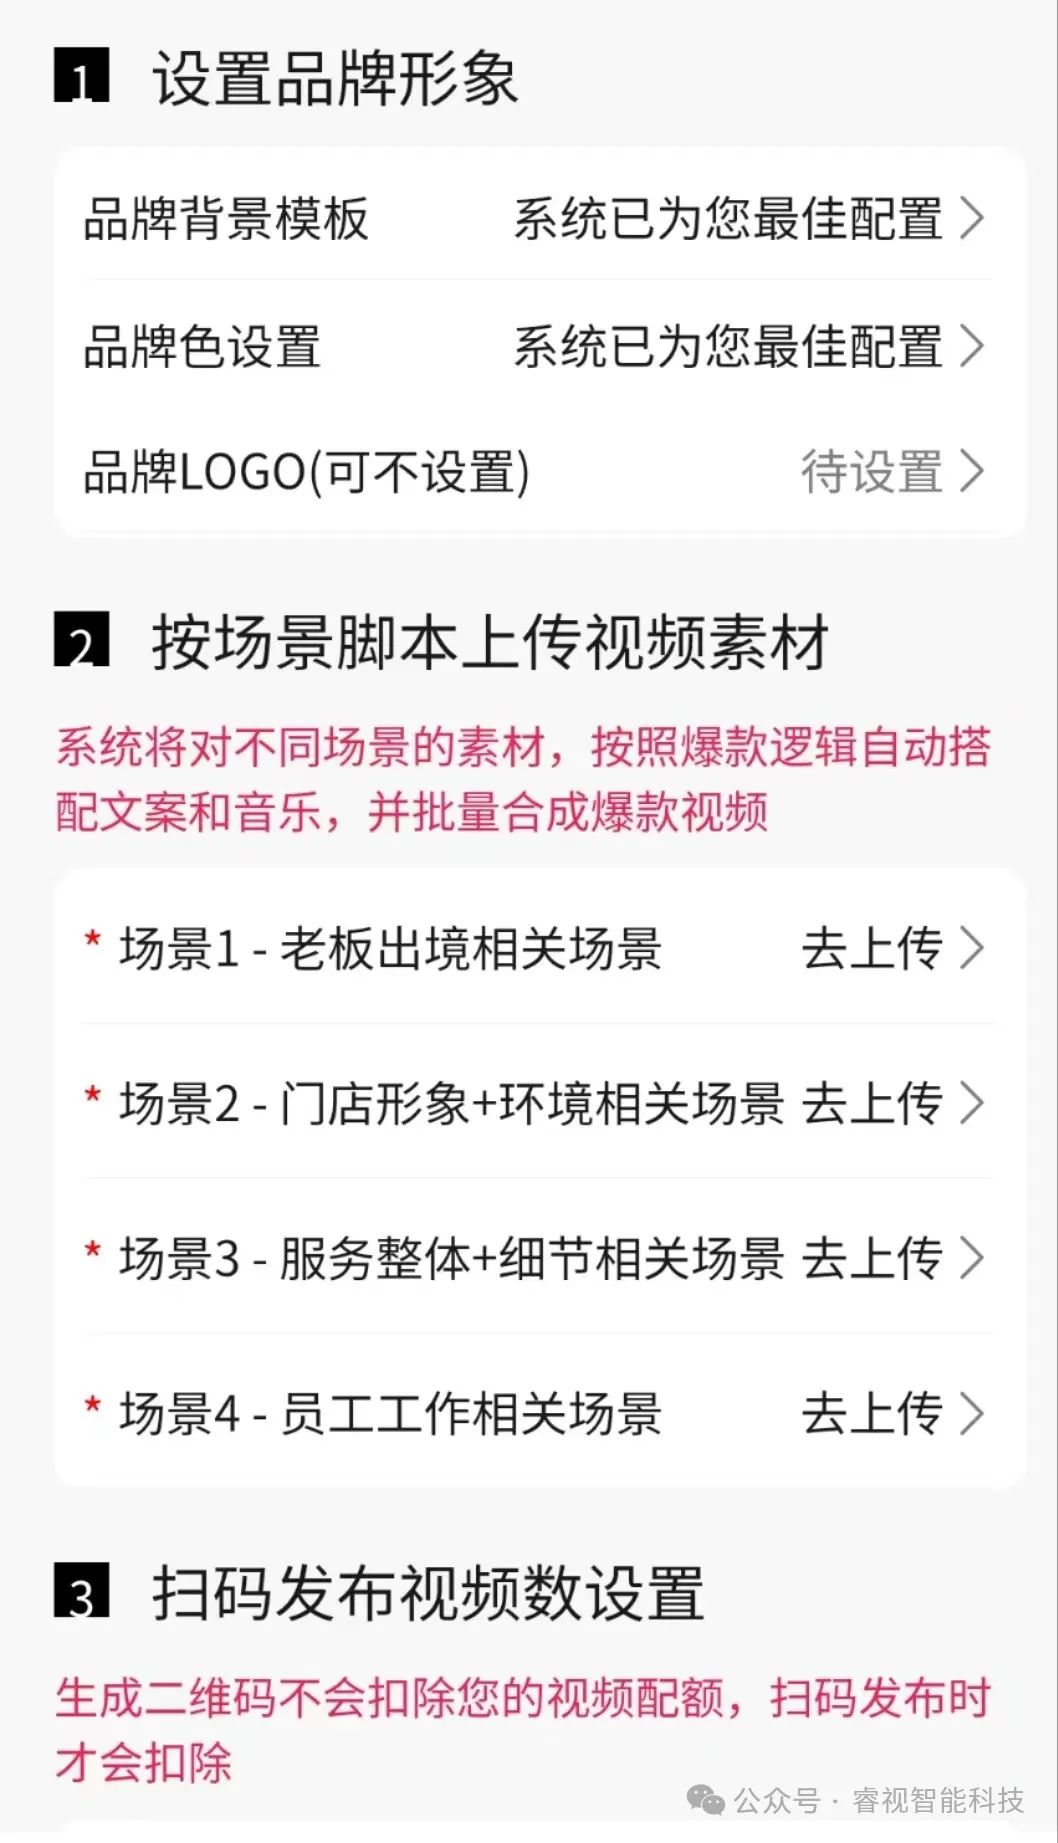 1 设置品牌形象
品牌背景模板 系统已为您最佳配置
品牌色设置 系统已为您最佳配置
品牌LOGO(可不设置) 待设置
2 按场景脚本上传视频素材
系统将对不同场景的素材，按照爆款逻辑自动搭
配文案和音乐，并批量合成爆款视频
* 场景1 - 老板出境相关场景 去上传
* 场景2 - 门店形象+环境相关场景 去上传
* 场景3 - 服务整体+细节相关场景 去上传
* 场景4 - 员工工作相关场景 去上传
3 扫码发布视频数设置
生成二维码不会扣除您的视频配额，扫码发布时
才会扣除
公众号 · 睿视智能科技